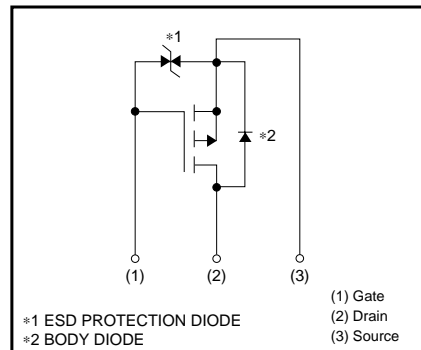 ∗1
∗2
(1)
(2)
(3)
∗1 ESD PROTECTION DIODE
∗2 BODY DIODE
(1) Gate
(2) Drain
(3) Source